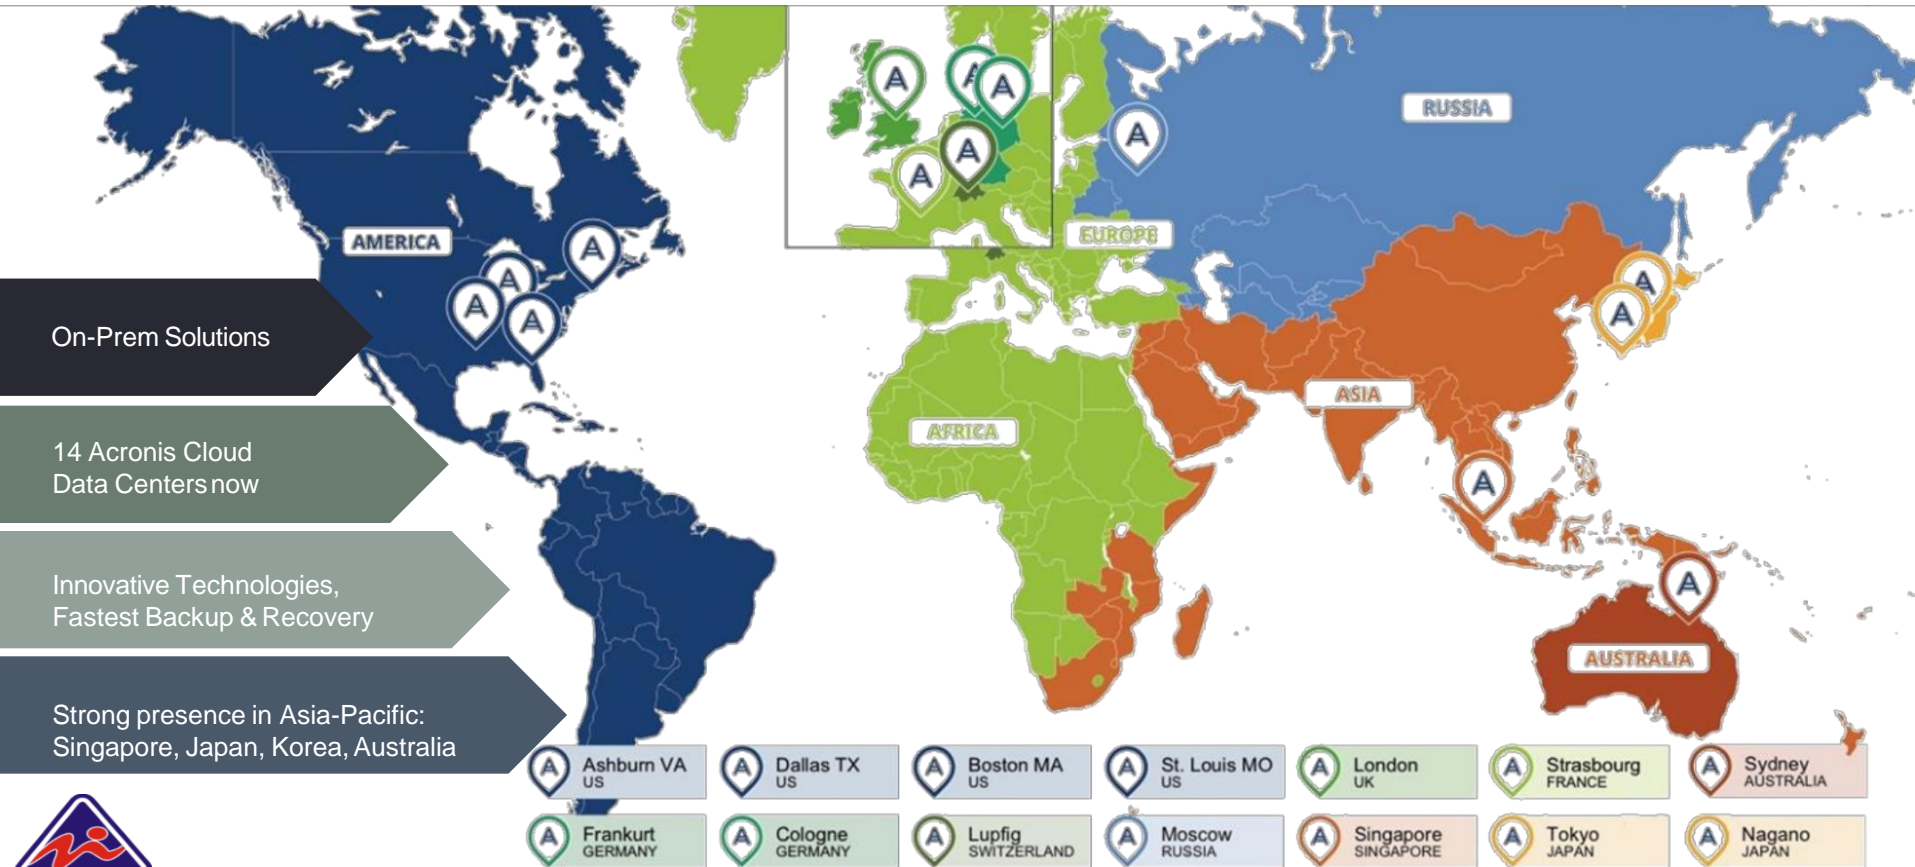 RUSSIA
AMERICA
EUROPE
On-Prem Solutions
ASIA
AFRICA
14 Acronis Cloud
Data Centers now
Innovative Technologies,
Fastest Backup & Recovery
AUSTRALIA
Strong presence in Asia-Pacific:
Singapore, Japan, Korea, Australia
Ashburn VA
US
Dallas TX
US
Boston MA
US
St. Louis MO
US
London
UK
Strasbourg
FRANCE
Sydney
AUSTRALIA
Frankurt
GERMANY
Cologne
GERMANY
Lupfig
SWITZERLAND
Moscow
RUSSIA
Singapore
SINGAPORE
Tokyo
JAPAN
Nagano
JAPAN